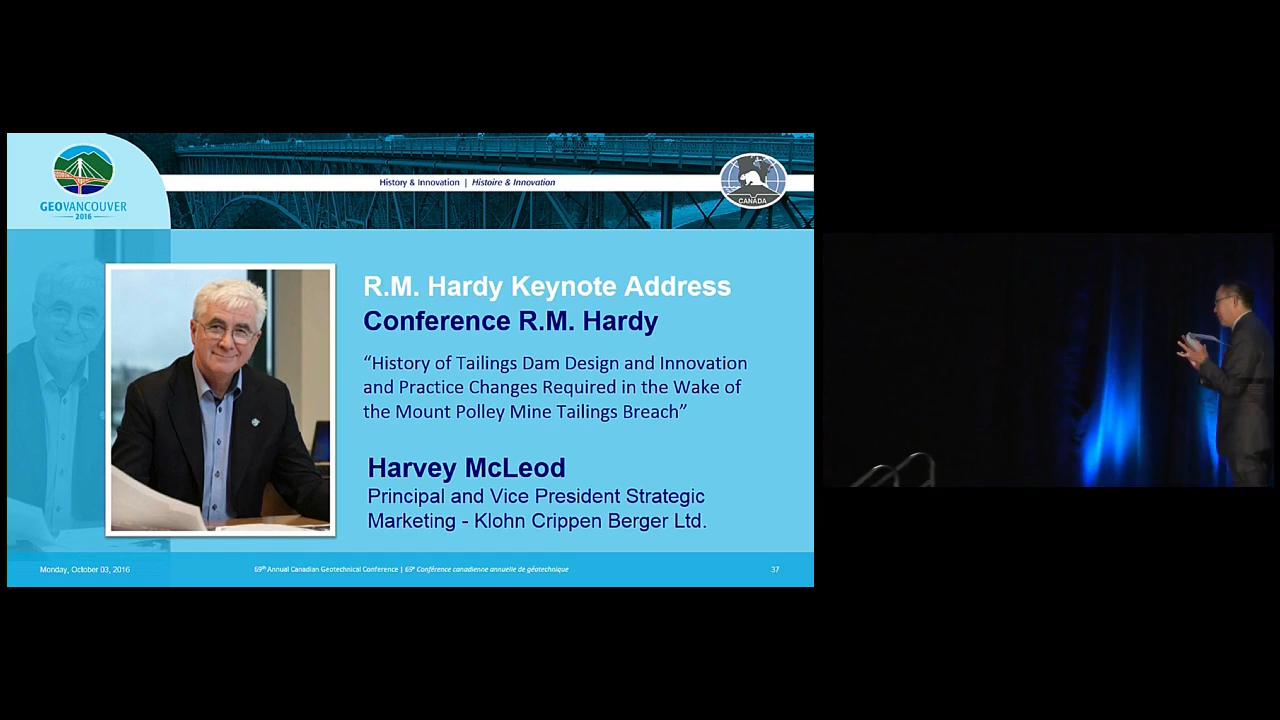 GEOVANCOUVER
2016
History & Innovation | Histoire & Innovation
CANADA
R.M. Hardy Keynote Address
Conference R.M. Hardy
“History of Tailings Dam Design and Innovation
and Practice Changes Required in the Wake of
the Mount Polley Mine Tailings Breach”
Harvey McLeod
Principal and Vice President Strategic
Marketing - Klohn Crippen Berger Ltd.
Monday, October 03, 2016
69th Annual Canadian Geotechnical Conference | 69e Conférence canadienne annuelle de géotechnique
37